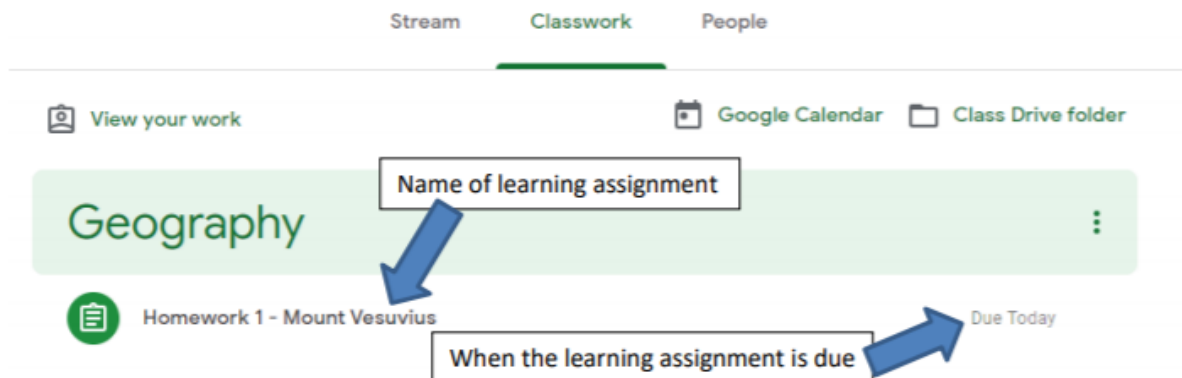 Stream Classwork People
View your work Google Calendar Class Drive folder
Name of learning assignment
Geography
Homework 1 - Mount Vesuvius Due Today
When the learning assignment is due